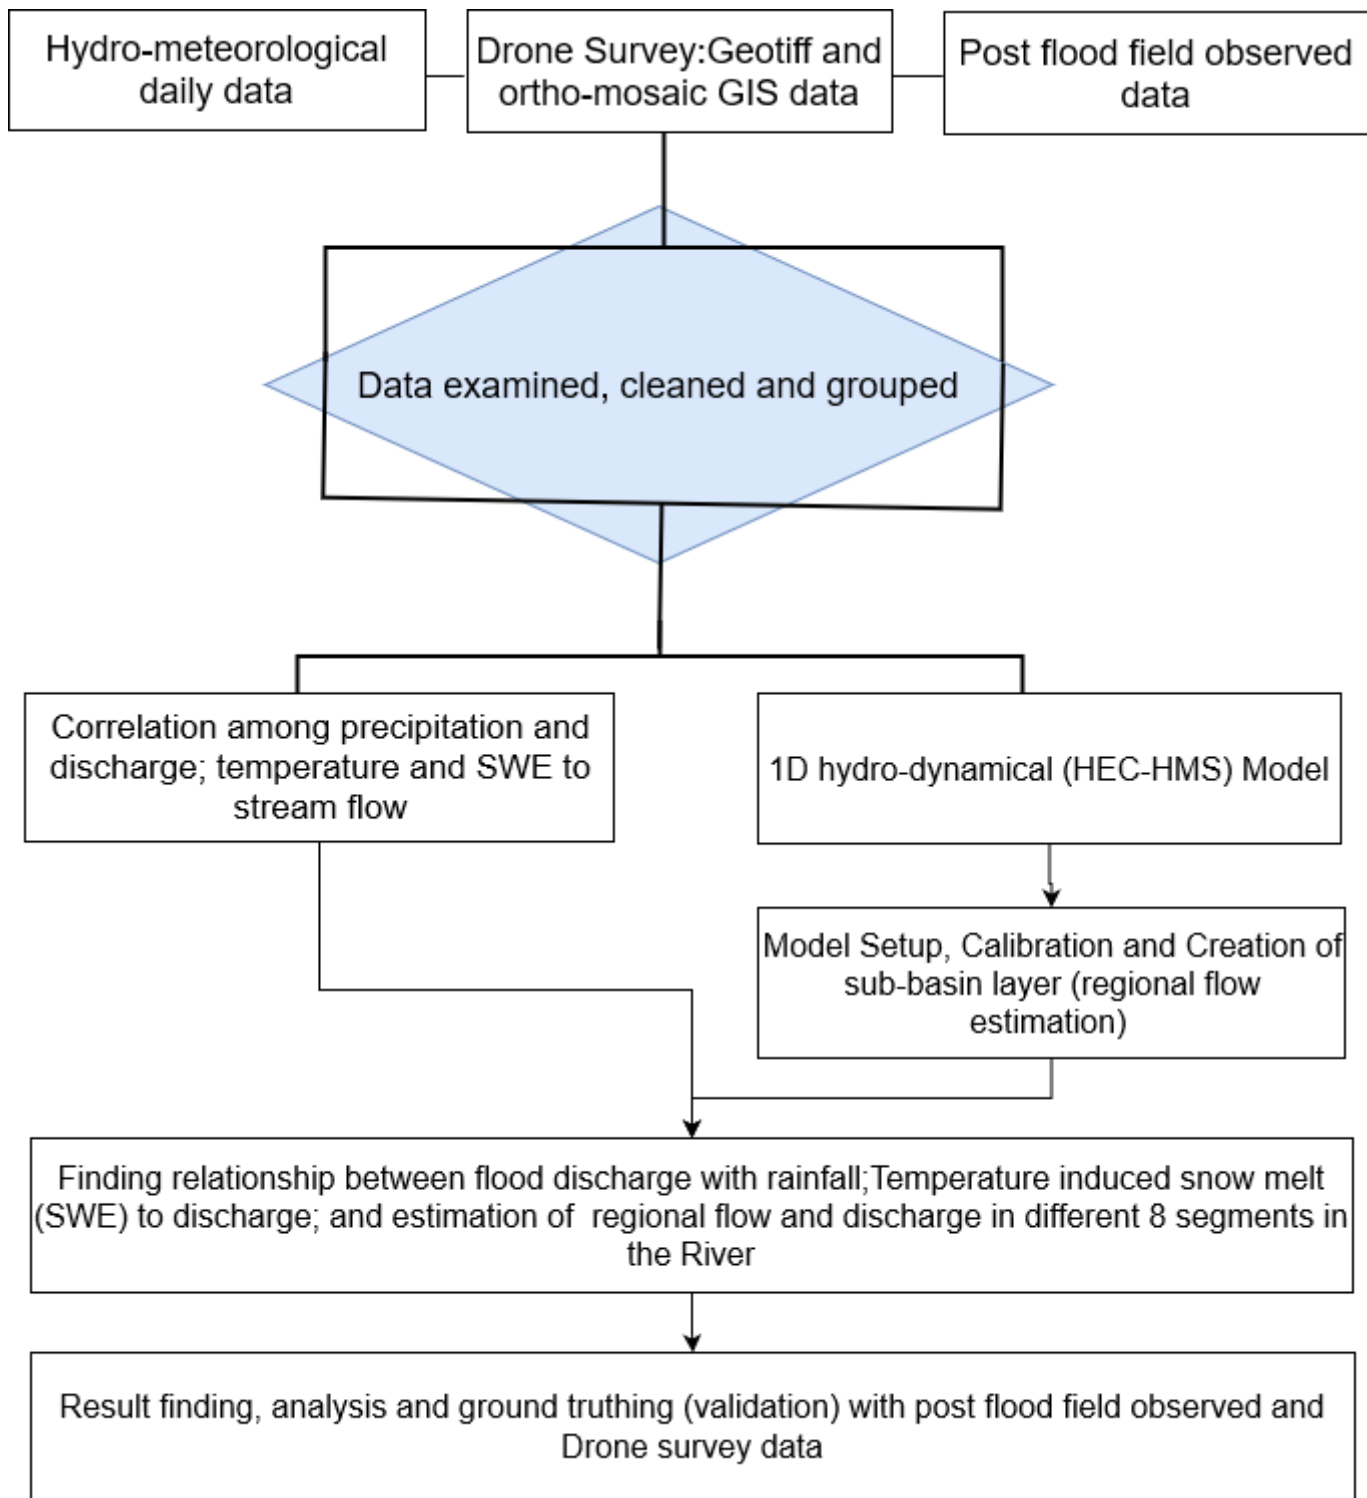 Hydro-meteorological
daily data
Drone Survey:Geotiff and
ortho-mosaic GIS data
Post flood field observed
data
Data examined, cleaned and grouped
Correlation among precipitation and
discharge; temperature and SWE to
stream flow
1D hydro-dynamical (HEC-HMS) Model
Model Setup, Calibration and Creation of
sub-basin layer (regional flow
estimation)
Finding relationship between flood discharge with rainfall;Temperature induced snow melt
(SWE) to discharge; and estimation of regional flow and discharge in different 8 segments in
the River
Result finding, analysis and ground truthing (validation) with post flood field observed and
Drone survey data